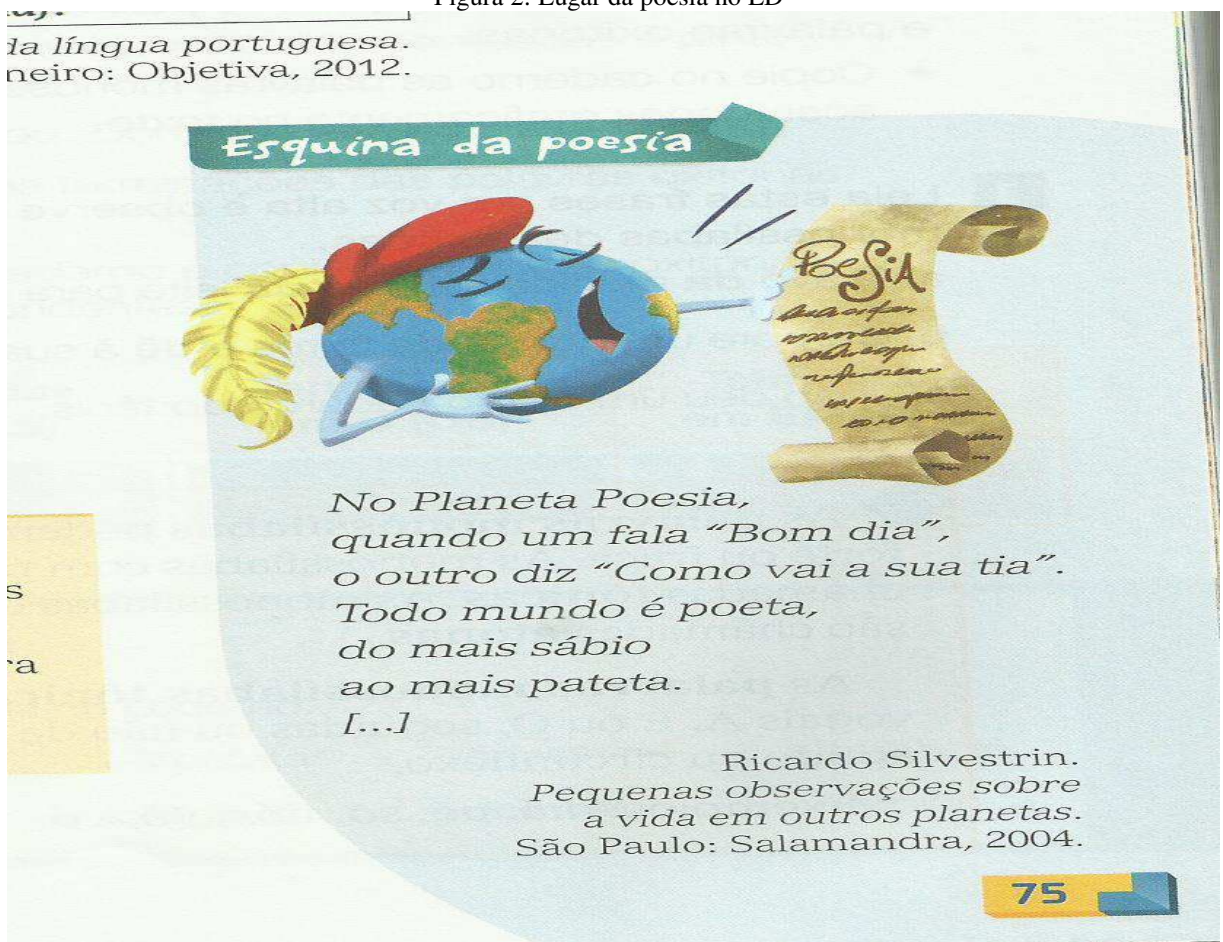 Figura 2: Lugar da poesia no LD
da língua portuguesa.
neiro: Objetiva, 2012.
Esquina da poesia
Poesia
No Planeta Poesia,
quando um fala “Bom dia”,
o outro diz “Como vai a sua tia”.
Todo mundo é poeta,
do mais sábio
ao mais pateta.
[...]
s
ra
Ricardo Silvestrin.
Pequenas observações sobre
a vida em outros planetas.
São Paulo: Salamandra, 2004.
75